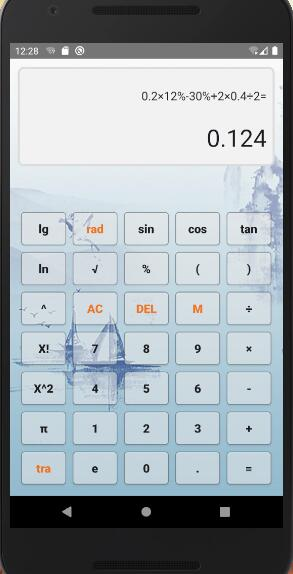 12:28
0.2×12%-30%+2×0.4÷2=
0.124
lg rad sin cos tan
ln √ % ( )
^ AC DEL M ÷
X! 7 8 9 ×
X^2 4 5 6 -
π 1 2 3 +
tra e 0 . =